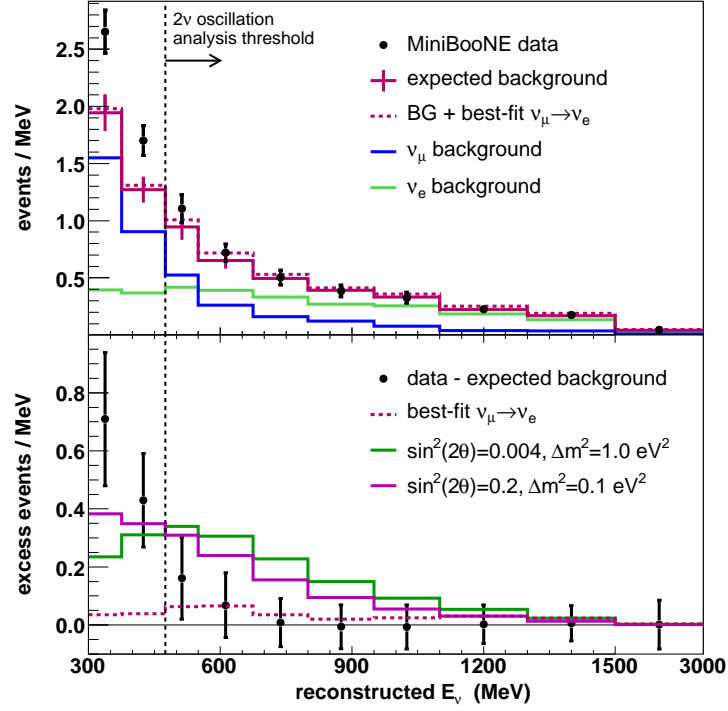 2ν oscillation
analysis threshold
MiniBooNE data
expected background
BG + best-fit νμ→νe
νμ background
νe background
events / MeV
2.5
2.0
1.5
1.0
0.5
data - expected background
best-fit νμ→νe
sin²(2θ)=0.004, Δm²=1.0 eV²
sin²(2θ)=0.2, Δm²=0.1 eV²
excess events / MeV
0.8
0.6
0.4
0.2
0.0
300 600 900 1200 1500 3000
reconstructed Eν (MeV)